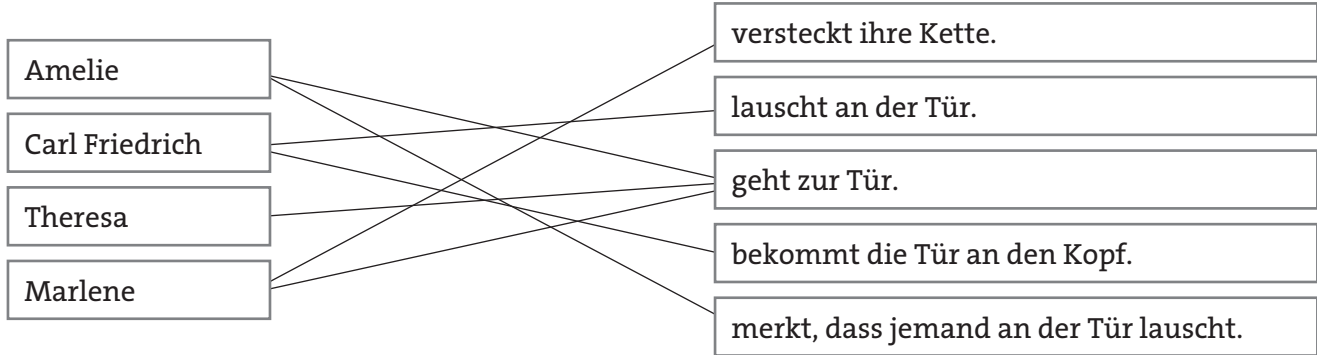 Amelie
Carl Friedrich
Theresa
Marlene
versteckt ihre Kette.
lauscht an der Tür.
geht zur Tür.
bekommt die Tür an den Kopf.
merkt, dass jemand an der Tür lauscht.